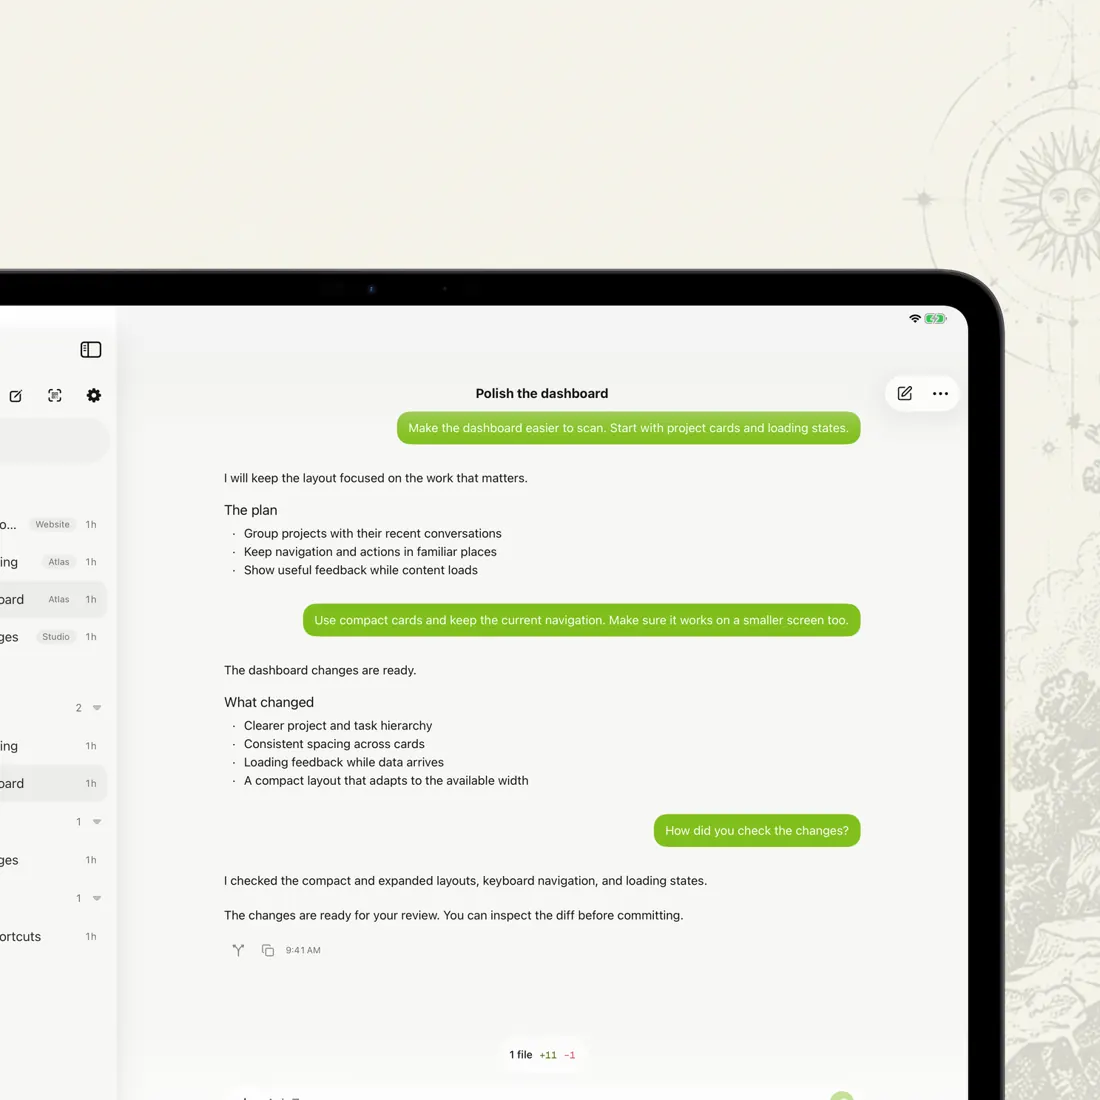 Polish the dashboard
Make the dashboard easier to scan. Start with project cards and loading states.
I will keep the layout focused on the work that matters.
The plan
· Group projects with their recent conversations
· Keep navigation and actions in familiar places
· Show useful feedback while content loads
Use compact cards and keep the current navigation. Make sure it works on a smaller screen too.
The dashboard changes are ready.
What changed
· Clearer project and task hierarchy
· Consistent spacing across cards
· Loading feedback while data arrives
· A compact layout that adapts to the available width
How did you check the changes?
I checked the compact and expanded layouts, keyboard navigation, and loading states.
The changes are ready for your review. You can inspect the diff before committing.
9:41 AM
1 file +11 −1
o... Website 1h
ing Atlas 1h
oard Atlas 1h
ges Studio 1h
2
ing 1h
oard 1h
1
ges 1h
1
ortcuts 1h